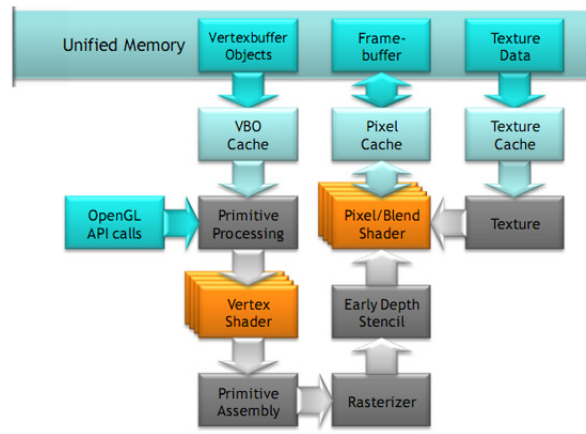 Unified Memory
Vertexbuffer
Objects
Frame-
buffer
Texture
Data
VBO
Cache
Pixel
Cache
Texture
Cache
OpenGL
API calls
Primitive
Processing
Pixel/Blend
Shader
Texture
Vertex
Shader
Early Depth
Stencil
Primitive
Assembly
Rasterizer